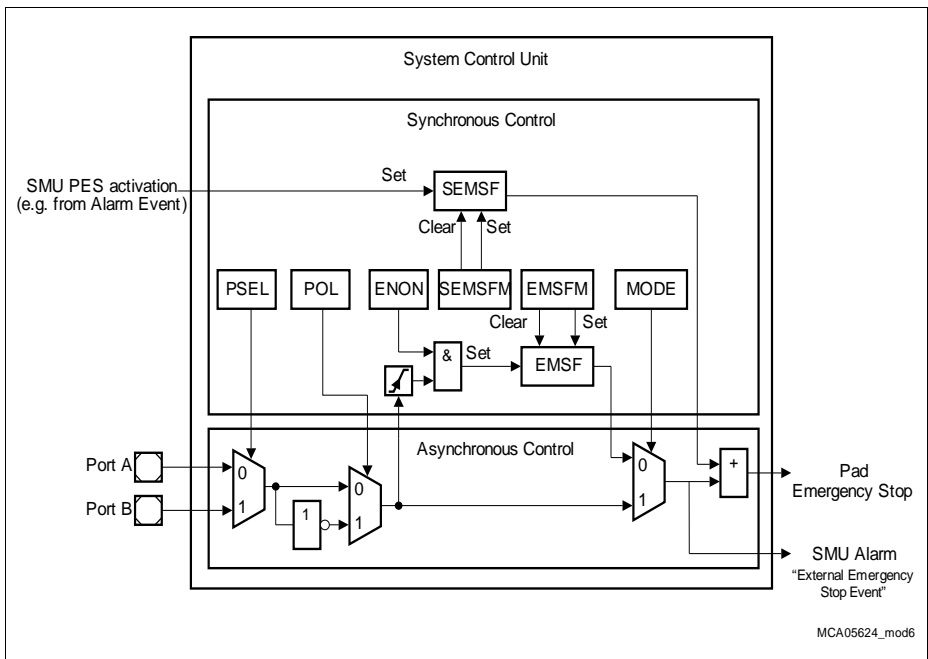 System Control Unit
Synchronous Control
SMU PES activation
(e.g. from Alarm Event)
Set
SEMSF
Clear
Set
PSEL
POL
ENON
SEMSFM
EMSFM
MODE
Clear
Set
&
Set
EMSF
Asynchronous Control
Port A
0
1
Port B
1
0
1
0
1
+
Pad
Emergency Stop
SMU Alarm
“External Emergency
Stop Event”
MCA05624_mod6